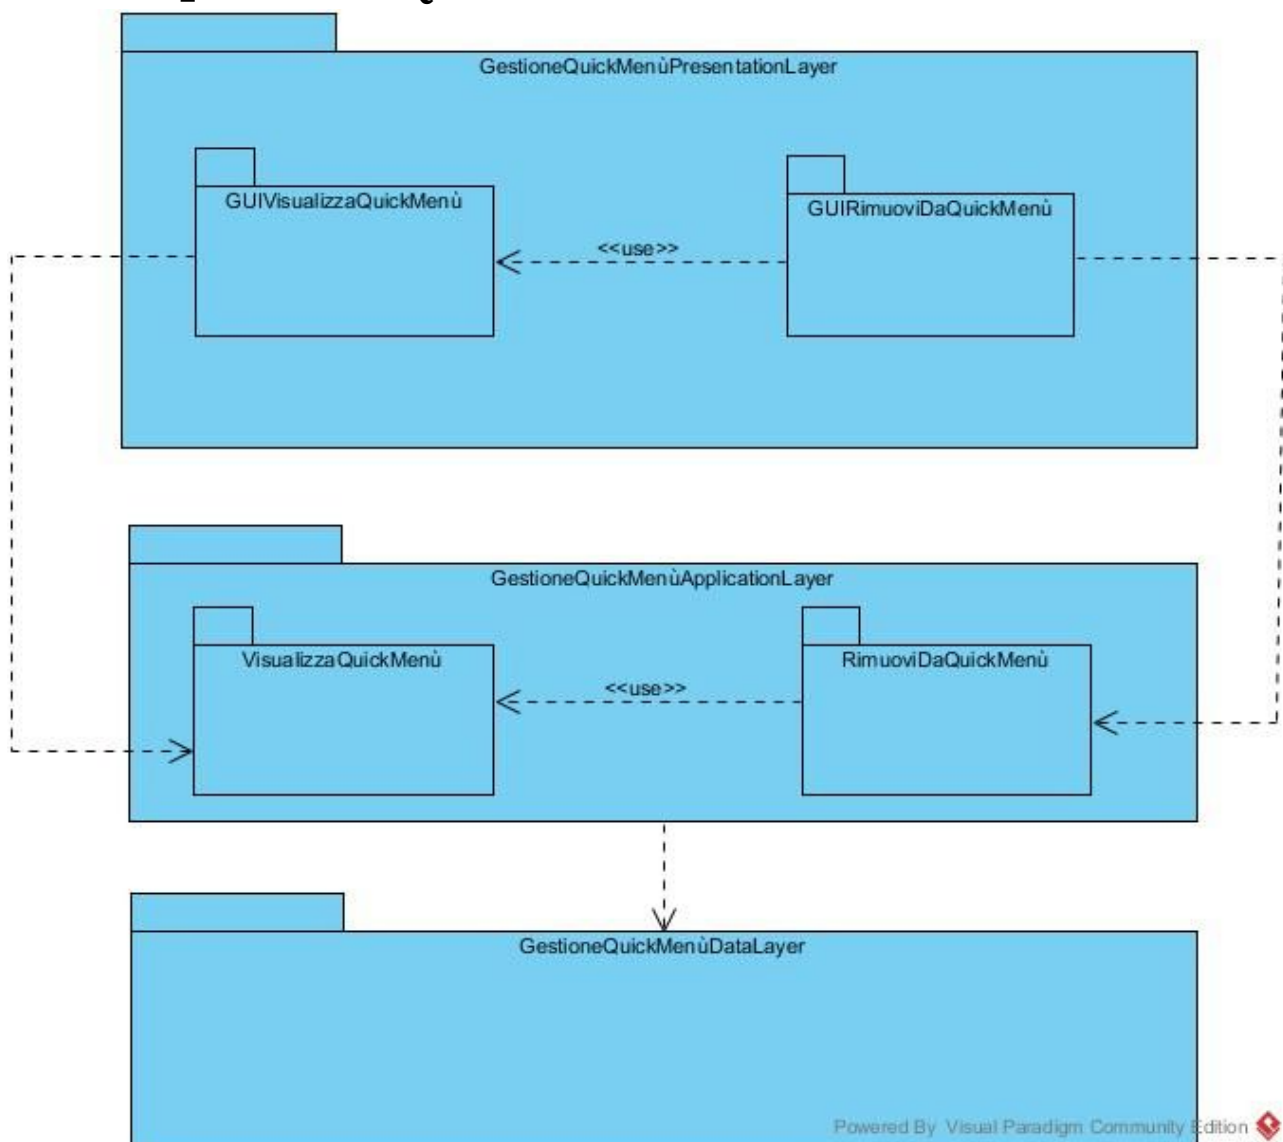 GestioneQuickMenùPresentationLayer
GUIVisualizzaQuickMenù
GUIRimuoviDaQuickMenù
<<use>>
GestioneQuickMenùApplicationLayer
VisualizzaQuickMenù
RimuoviDaQuickMenù
<<use>>
GestioneQuickMenùDataLayer
Powered By Visual Paradigm Community Edition